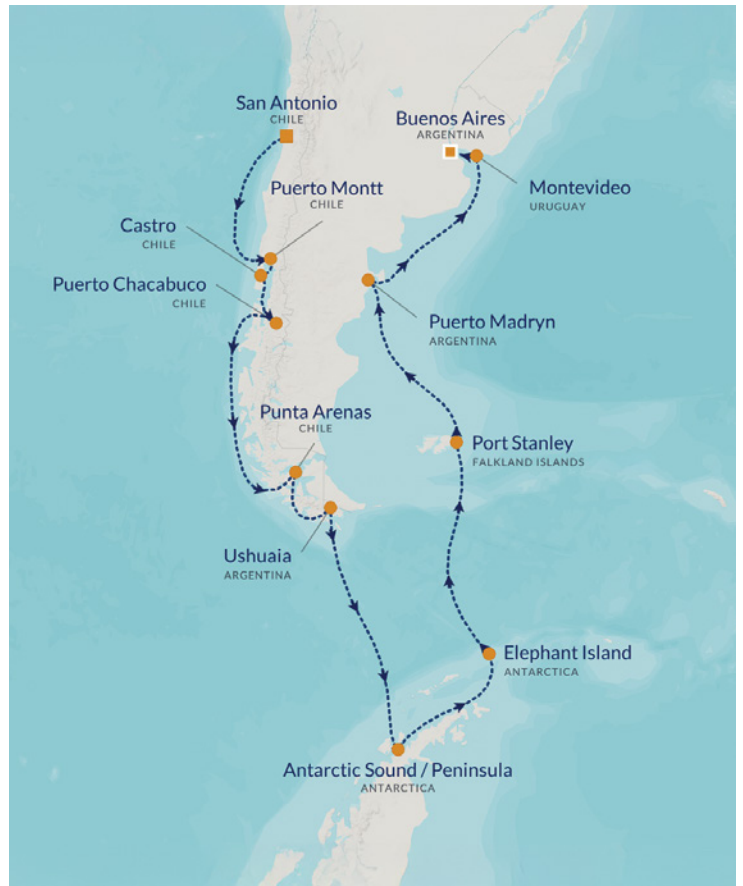 San Antonio
CHILE
Buenos Aires
ARGENTINA
Puerto Montt
CHILE
Montevideo
URUGUAY
Castro
CHILE
Puerto Chacabuco
CHILE
Puerto Madryn
ARGENTINA
Punta Arenas
CHILE
Port Stanley
FALKLAND ISLANDS
Ushuaia
ARGENTINA
Elephant Island
ANTARCTICA
Antarctic Sound / Peninsula
ANTARCTICA